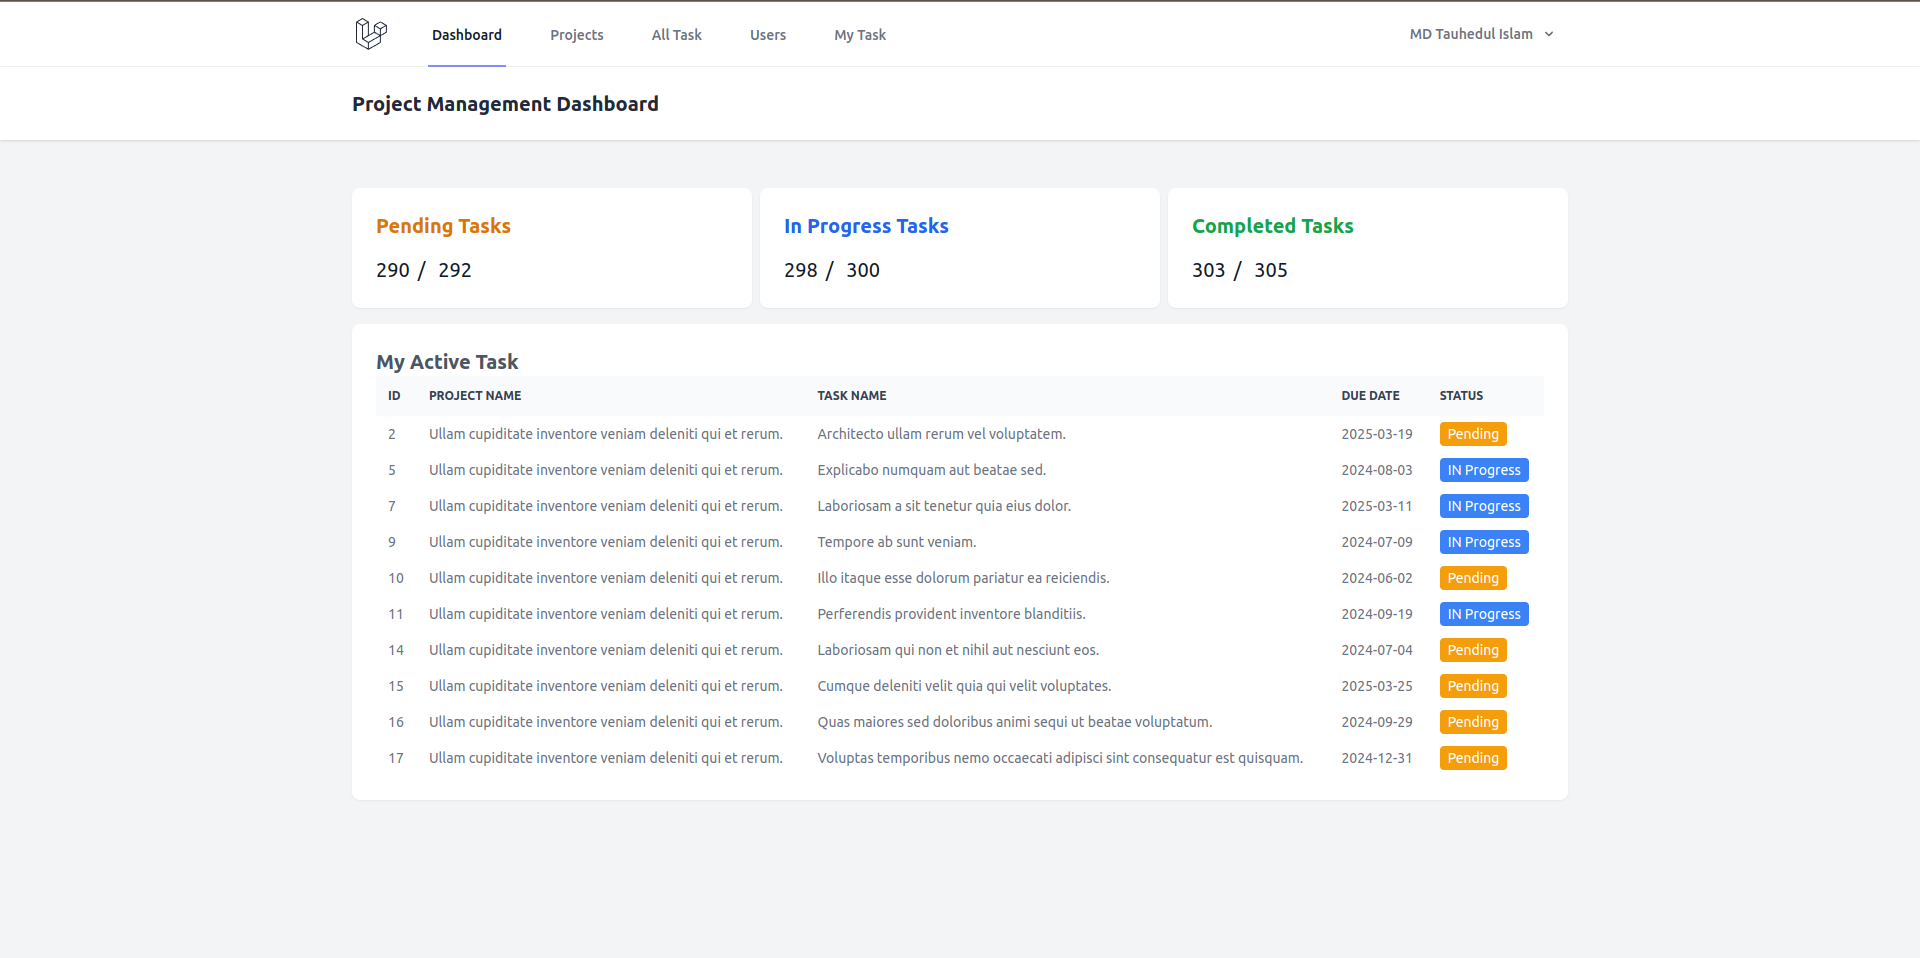 Dashboard Projects All Task Users My Task MD Tauhedul Islam
Project Management Dashboard
Pending Tasks
290 / 292
In Progress Tasks
298 / 300
Completed Tasks
303 / 305
My Active Task
ID PROJECT NAME TASK NAME DUE DATE STATUS
2 Ullam cupiditate inventore veniam deleniti qui et rerum. Architecto ullam rerum vel voluptatem. 2025-03-19 Pending
5 Ullam cupiditate inventore veniam deleniti qui et rerum. Explicabo numquam aut beatae sed. 2024-08-03 IN Progress
7 Ullam cupiditate inventore veniam deleniti qui et rerum. Laboriosam a sit tenetur quia eius dolor. 2025-03-11 IN Progress
9 Ullam cupiditate inventore veniam deleniti qui et rerum. Tempore ab sunt veniam. 2024-07-09 IN Progress
10 Ullam cupiditate inventore veniam deleniti qui et rerum. Illo itaque esse dolorum pariatur ea reiciendis. 2024-06-02 Pending
11 Ullam cupiditate inventore veniam deleniti qui et rerum. Perferendis provident inventore blanditiis. 2024-09-19 IN Progress
14 Ullam cupiditate inventore veniam deleniti qui et rerum. Laboriosam qui non et nihil aut nesciunt eos. 2024-07-04 Pending
15 Ullam cupiditate inventore veniam deleniti qui et rerum. Cumque deleniti velit quia qui velit voluptates. 2025-03-25 Pending
16 Ullam cupiditate inventore veniam deleniti qui et rerum. Quas maiores sed doloribus animi sequi ut beatae voluptatum. 2024-09-29 Pending
17 Ullam cupiditate inventore veniam deleniti qui et rerum. Voluptas temporibus nemo occaecati adipisci sint consequatur est quisquam. 2024-12-31 Pending